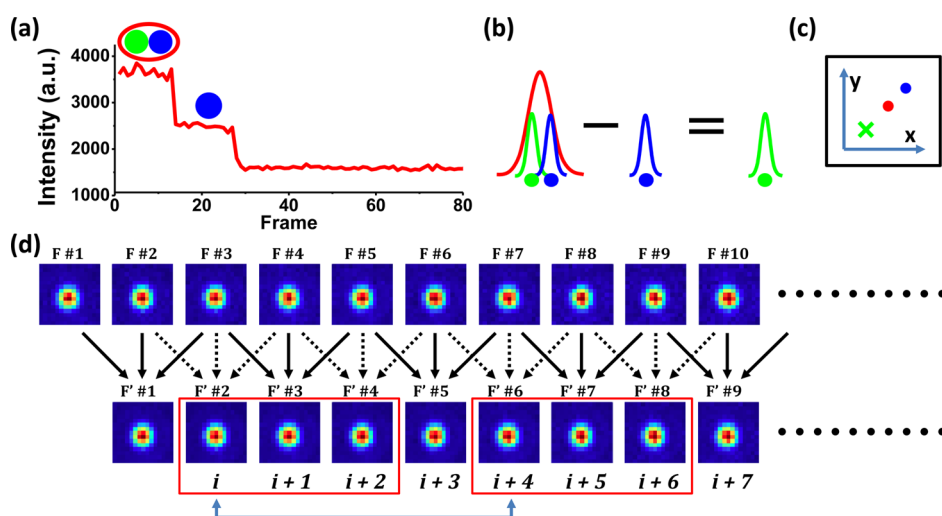 (a)
4000
3000
2000
1000
Intensity (a.u.)
0 20 40 60 80
Frame
(b)
(c)
y
x
(d)
F #1 F #2 F #3 F #4 F #5 F #6 F #7 F #8 F #9 F #10
F' #1 F' #2 F' #3 F' #4 F' #5 F' #6 F' #7 F' #8 F' #9
i i + 1 i + 2 i + 3 i + 4 i + 5 i + 6 i + 7